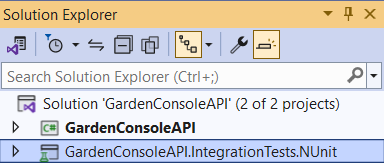 Solution Explorer
Search Solution Explorer (Ctrl+;)
Solution 'GardenConsoleAPI' (2 of 2 projects)
C# GardenConsoleAPI
GardenConsoleAPI.IntegrationTests.NUnit